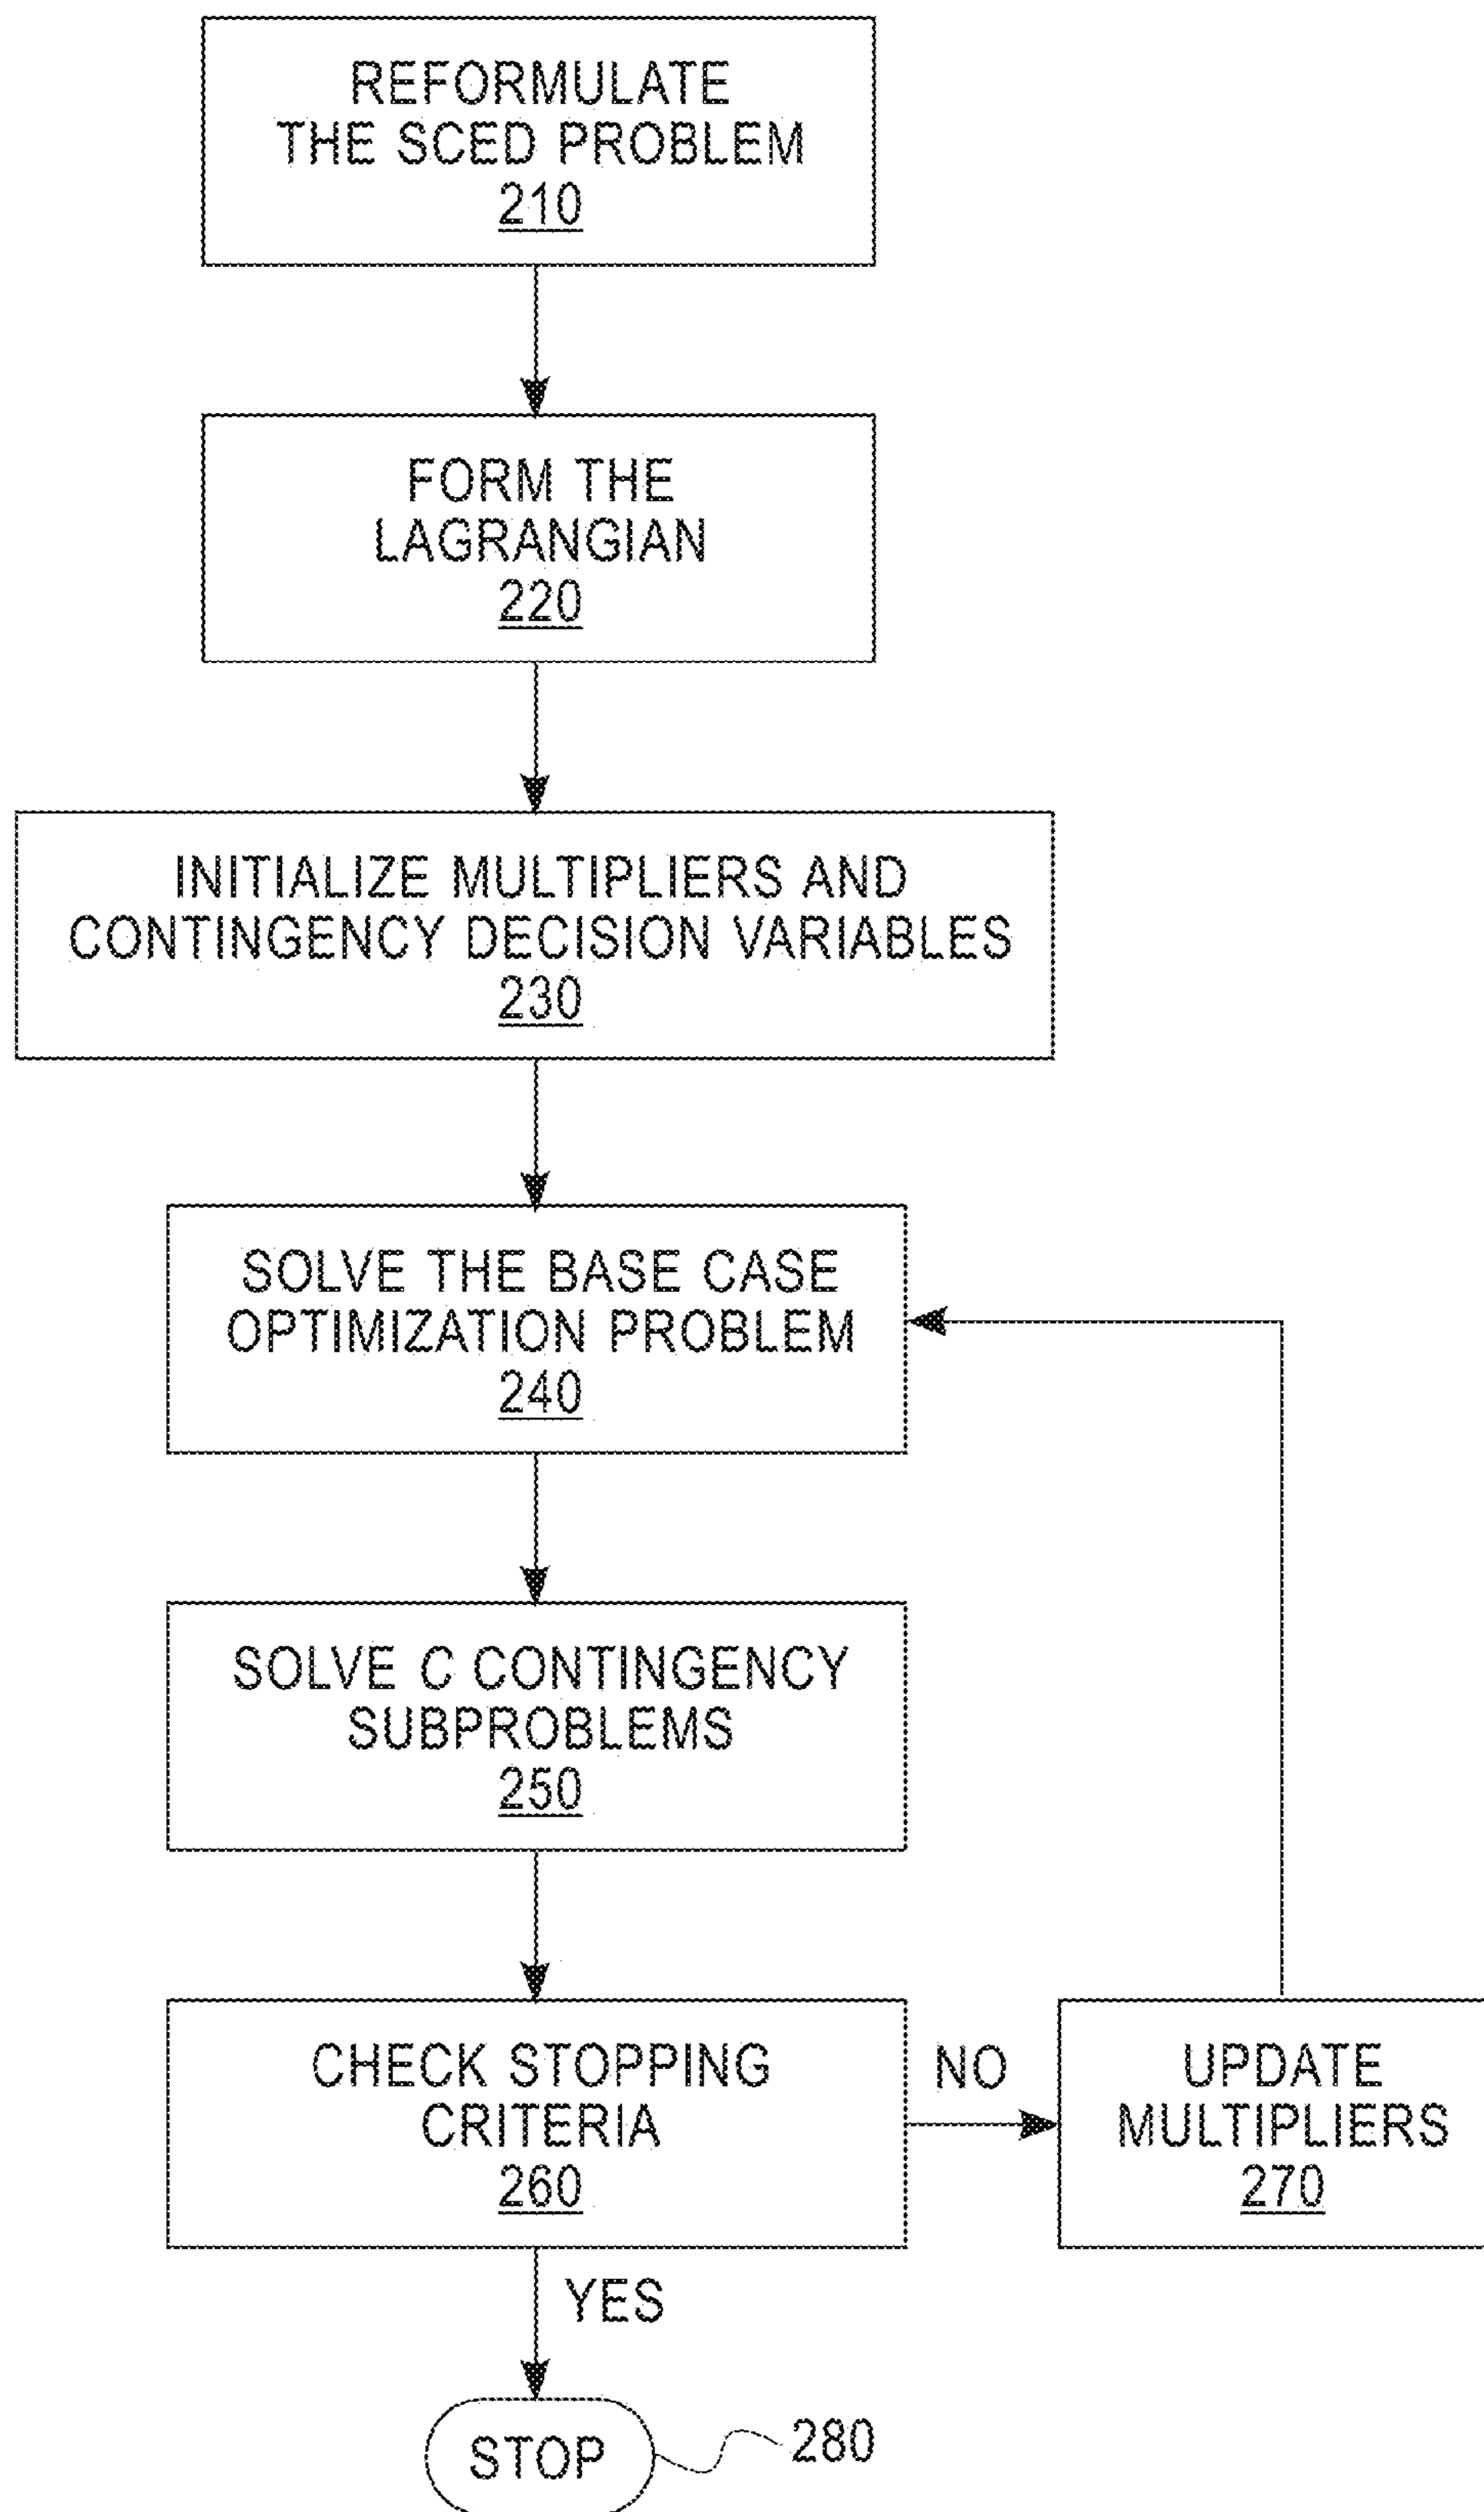 REFORMULATE
THE SCED PROBLEM
210
FORM THE
LAGRANGIAN
220
INITIALIZE MULTIPLIERS AND
CONTINGENCY DECISION VARIABLES
230
SOLVE THE BASE CASE
OPTIMIZATION PROBLEM
240
SOLVE C CONTINGENCY
SUBPROBLEMS
250
CHECK STOPPING
CRITERIA
260
NO
UPDATE
MULTIPLIERS
270
YES
STOP
280